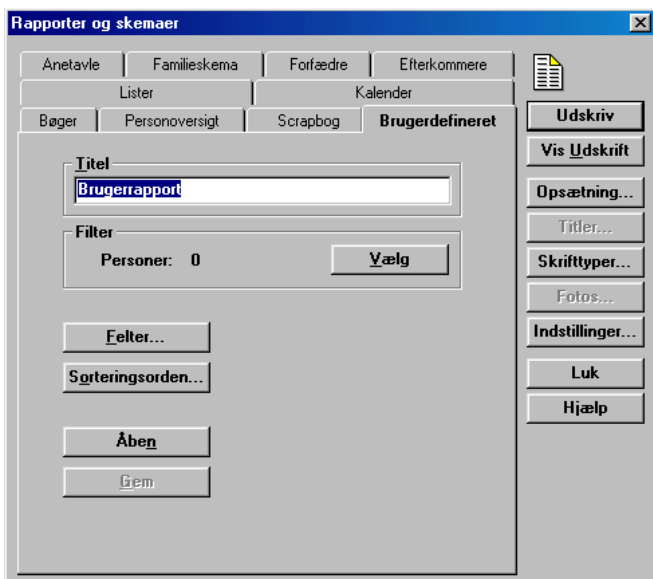 Rapporter og skemaer
Anetavle Familieskema Forfædre Efterkommere
Lister Kalender
Bøger Personoversigt Scrapbog Brugerdefineret
Titel
Brugerrapport
Filter
Personer: 0 Vælg
Felter...
Sorteringsorden...
Åben
Gem
Udskriv
Vis Udskrift
Opsætning...
Titler...
Skrifttyper...
Fotos...
Indstillinger...
Luk
Hjælp